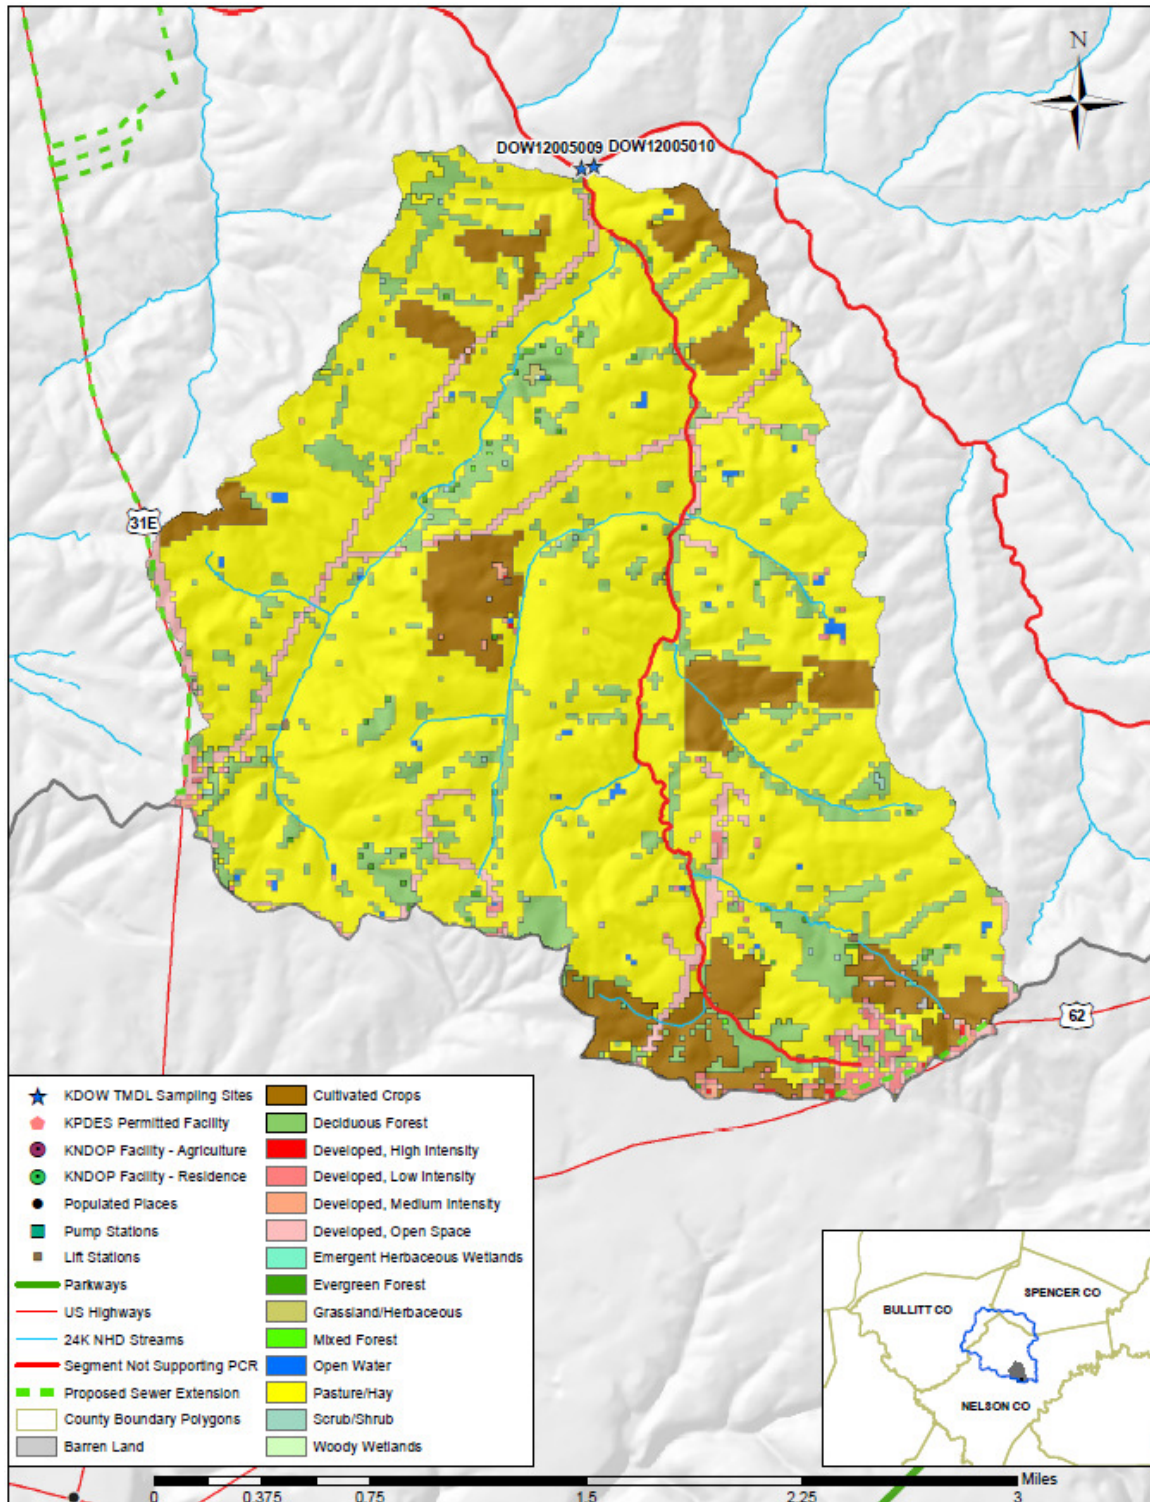 N
DOW12005009 DOW12005010
31E
62
KDOW TMDL Sampling Sites
KPDES Permitted Facility
KNDOP Facility - Agriculture
KNDOP Facility - Residence
Populated Places
Pump Stations
Lift Stations
Parkways
US Highways
24K NHD Streams
Segment Not Supporting PCR
Proposed Sewer Extension
County Boundary Polygons
Barren Land
Cultivated Crops
Deciduous Forest
Developed, High Intensity
Developed, Low Intensity
Developed, Medium Intensity
Developed, Open Space
Emergent Herbaceous Wetlands
Evergreen Forest
Grassland/Herbaceous
Mixed Forest
Open Water
Pasture/Hay
Scrub/Shrub
Woody Wetlands
SPENCER CO
BULLITT CO
NELSON CO
Miles
0 0.375 0.75 1.5 2.25 3